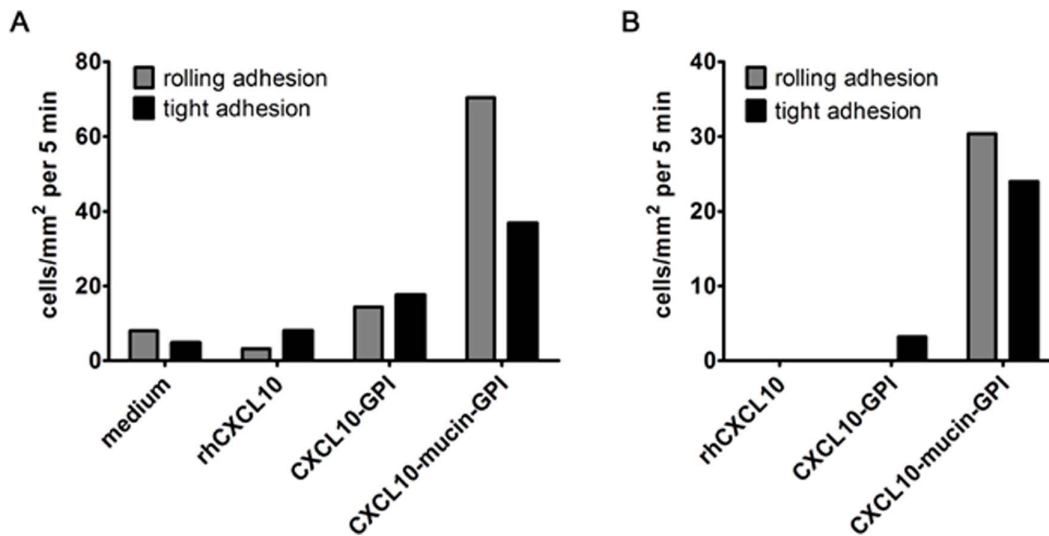 A
cells/mm² per 5 min
80
60
40
20
0
rolling adhesion
tight adhesion
medium
rhCXCL10
CXCL10-GPI
CXCL10-mucin-GPI
B
cells/mm² per 5 min
40
30
20
10
0
rolling adhesion
tight adhesion
rhCXCL10
CXCL10-GPI
CXCL10-mucin-GPI